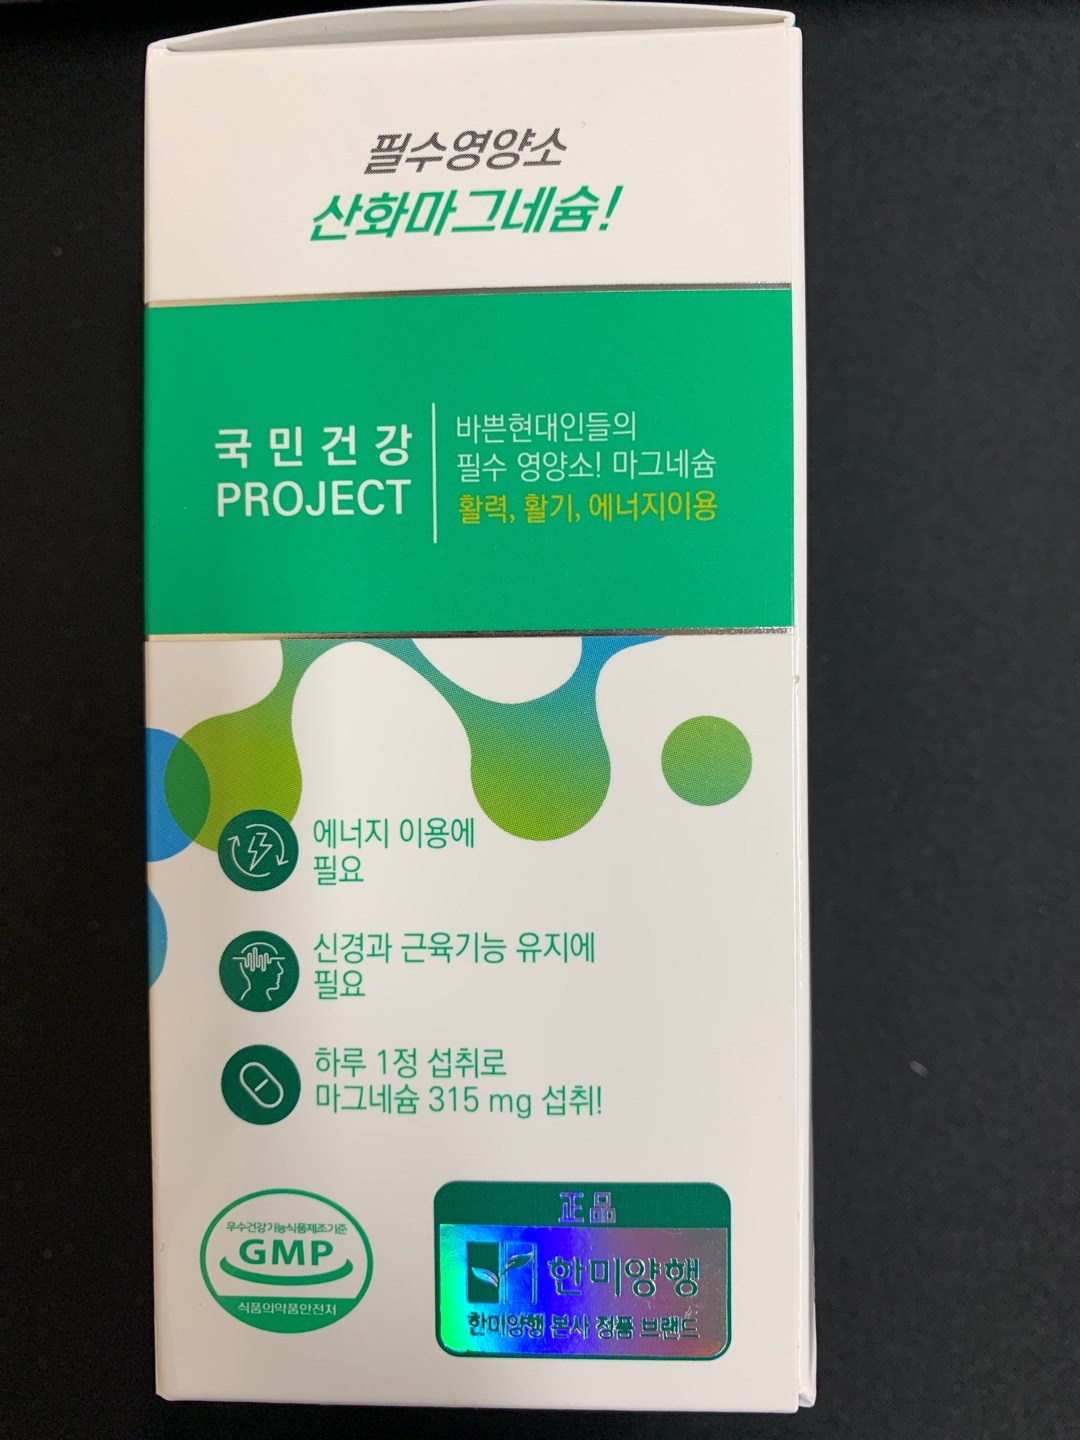 필수영양소
산화마그네슘!
국민건강
PROJECT
바쁜현대인들의
필수 영양소! 마그네슘
활력, 활기, 에너지이용
에너지 이용에
필요
신경과 근육기능 유지에
필요
하루 1정 섭취로
마그네슘 315 mg 섭취!
우수건강기능식품제조기준
GMP
식품의약품안전처
正品
한미양행
한미양행 본사 정품 브랜드